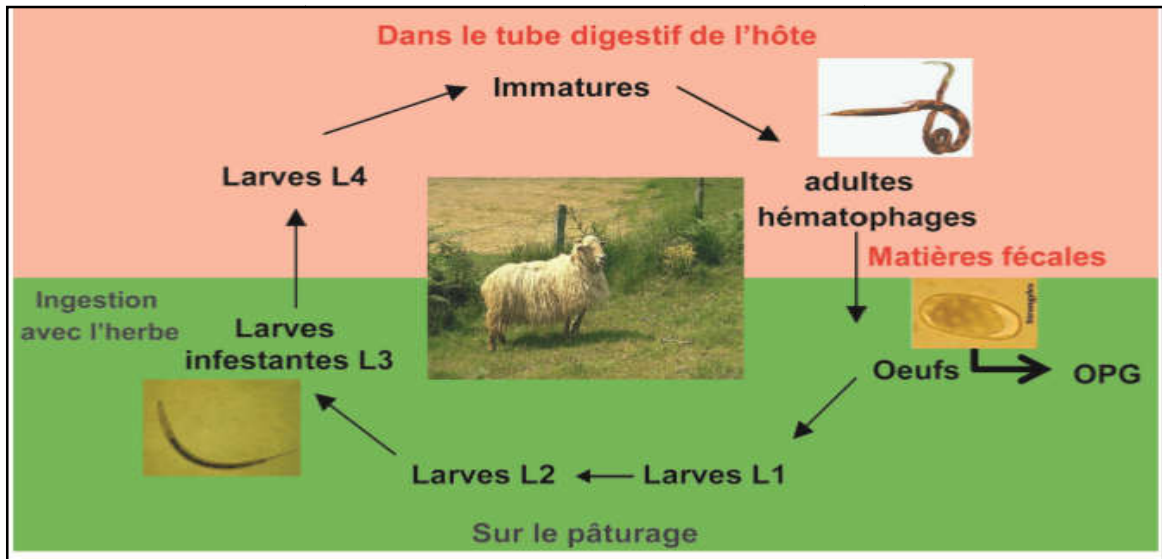 Dans le tube digestif de l'hôte
Immatures
Larves L4
adultes
hématophages
Matières fécales
Ingestion
avec l'herbe
Larves
infestantes L3
Strongles
Oeufs
OPG
Larves L2
Larves L1
Sur le pâturage